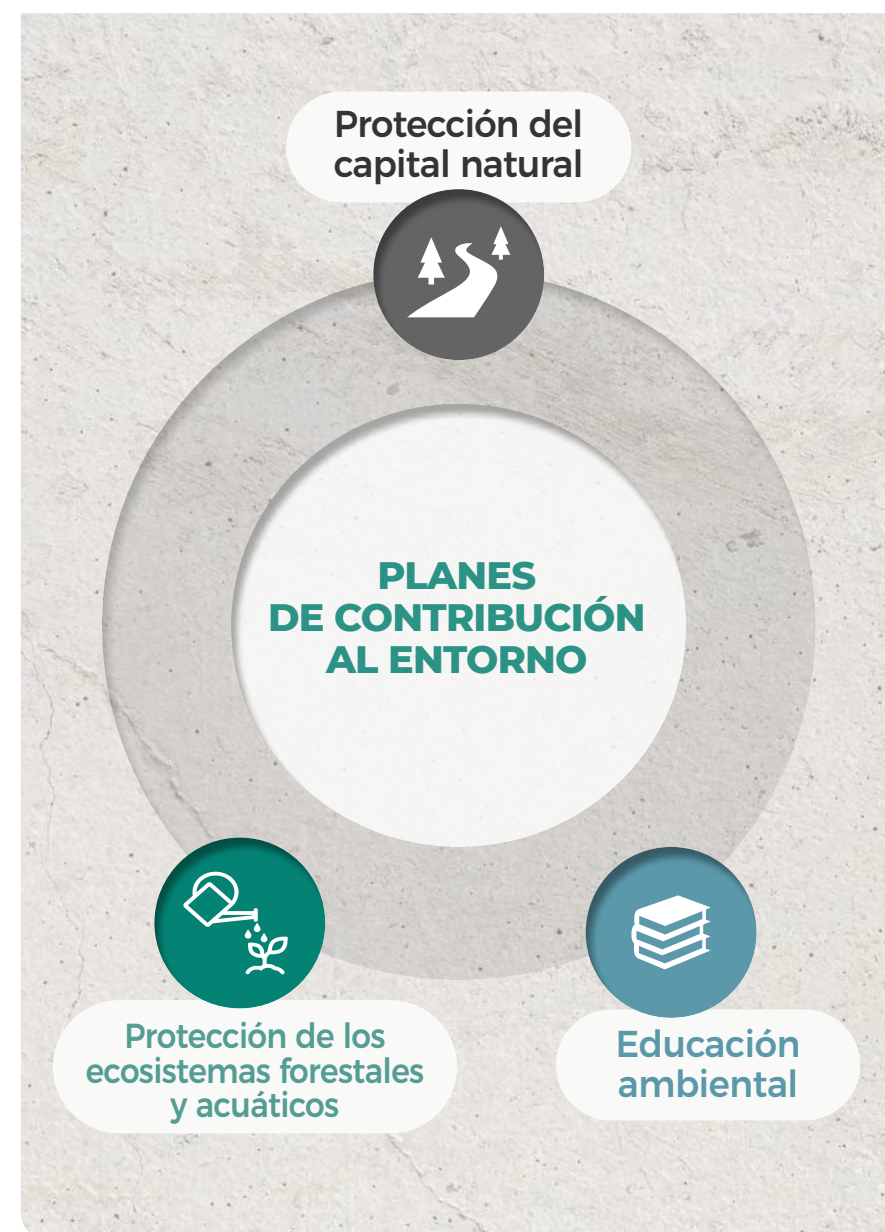 Protección del
capital natural
PLANES
DE CONTRIBUCIÓN
AL ENTORNO
Protección de los
ecosistemas forestales
y acuáticos
Educación
ambiental